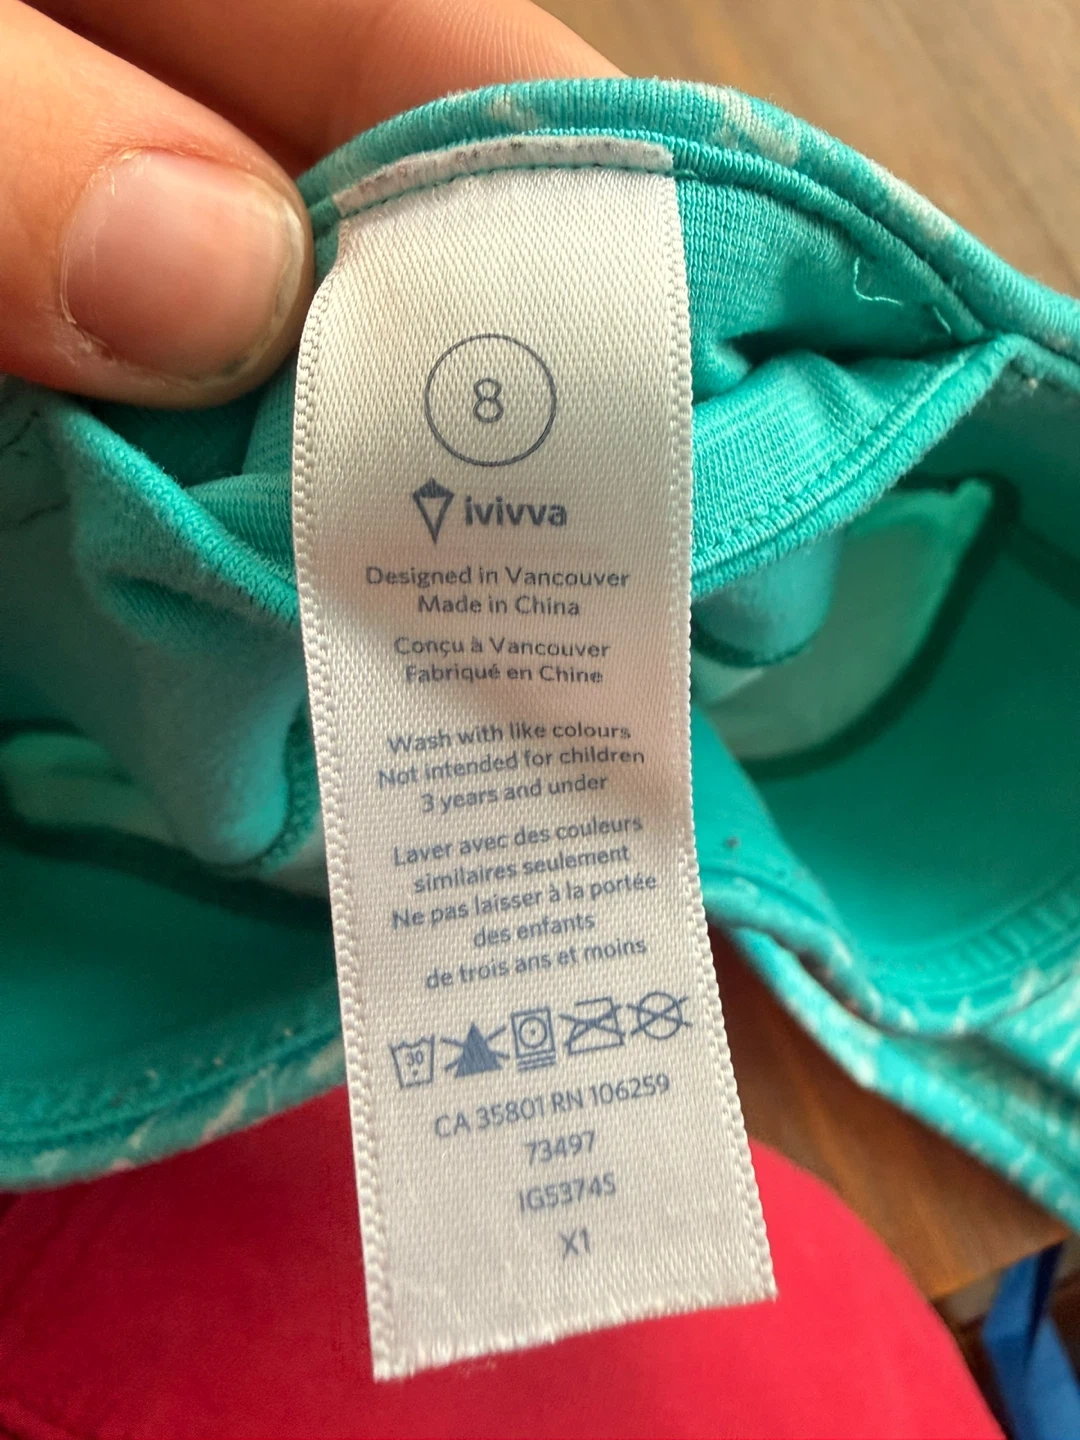 8
ivivva
Designed in Vancouver
Made in China
Conçu à Vancouver
Fabriqué en Chine
Wash with like colours
Not intended for children
3 years and under
Laver avec des couleurs
similaires seulement
Ne pas laisser à la portée
des enfants
de trois ans et moins
30
CA 35801 RN 106259
73497
IG5374S
X1